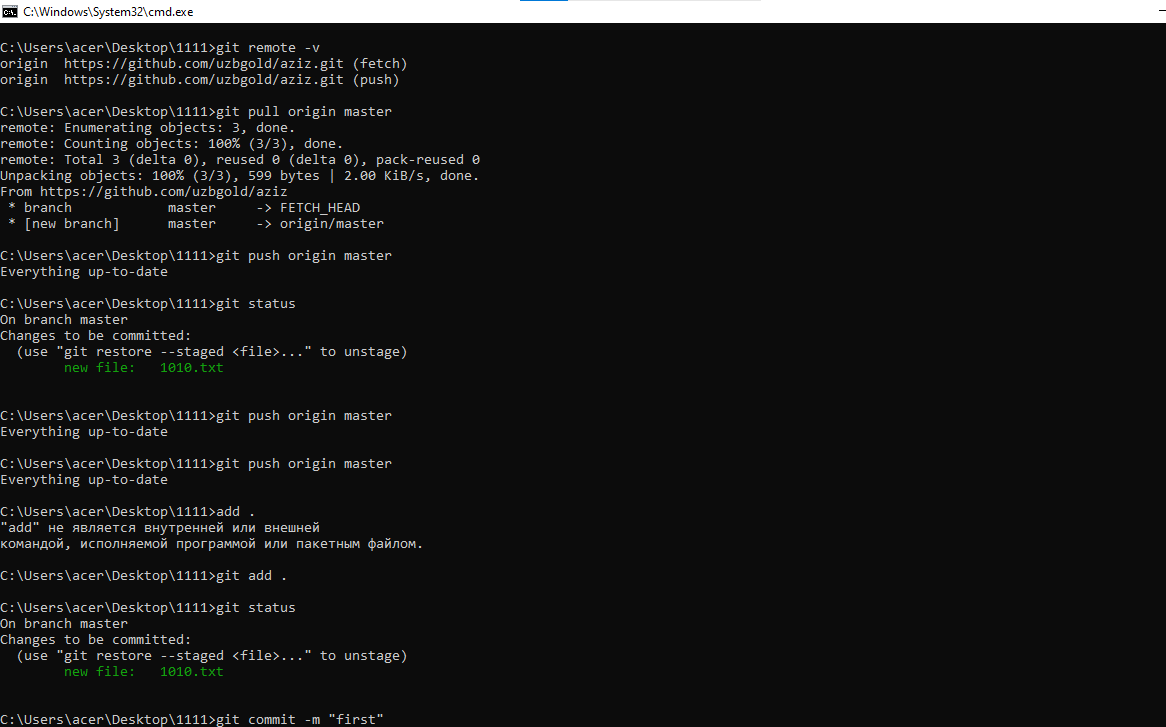 C:\Windows\System32\cmd.exe
C:\Users\acer\Desktop\1111>git remote -v
origin  https://github.com/uzbgold/aziz.git (fetch)
origin  https://github.com/uzbgold/aziz.git (push)
C:\Users\acer\Desktop\1111>git pull origin master
remote: Enumerating objects: 3, done.
remote: Counting objects: 100% (3/3), done.
remote: Total 3 (delta 0), reused 0 (delta 0), pack-reused 0
Unpacking objects: 100% (3/3), 599 bytes | 2.00 KiB/s, done.
From https://github.com/uzbgold/aziz
 * branch            master     -> FETCH_HEAD
 * [new branch]      master     -> origin/master
C:\Users\acer\Desktop\1111>git push origin master
Everything up-to-date
C:\Users\acer\Desktop\1111>git status
On branch master
Changes to be committed:
  (use "git restore --staged <file>..." to unstage)
        new file:   1010.txt
C:\Users\acer\Desktop\1111>git push origin master
Everything up-to-date
C:\Users\acer\Desktop\1111>git push origin master
Everything up-to-date
C:\Users\acer\Desktop\1111>add .
"add" не является внутренней или внешней
командой, исполняемой программой или пакетным файлом.
C:\Users\acer\Desktop\1111>git add .
C:\Users\acer\Desktop\1111>git status
On branch master
Changes to be committed:
  (use "git restore --staged <file>..." to unstage)
        new file:   1010.txt
C:\Users\acer\Desktop\1111>git commit -m "first"